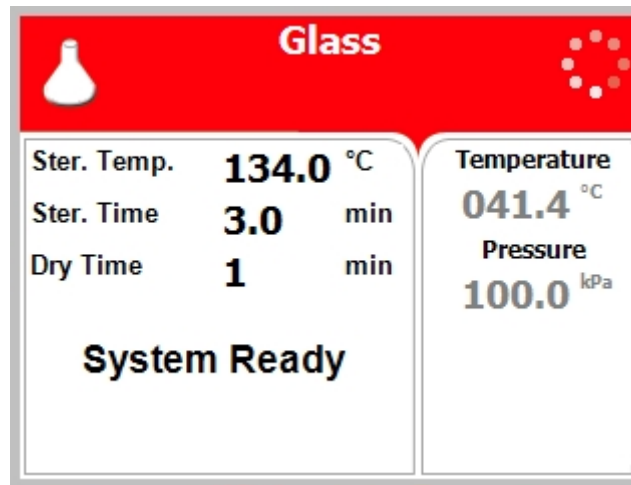 Glass
Ster. Temp. 134.0 °C
Ster. Time 3.0 min
Dry Time 1 min
System Ready
Temperature
041.4 °C
Pressure
100.0 kPa